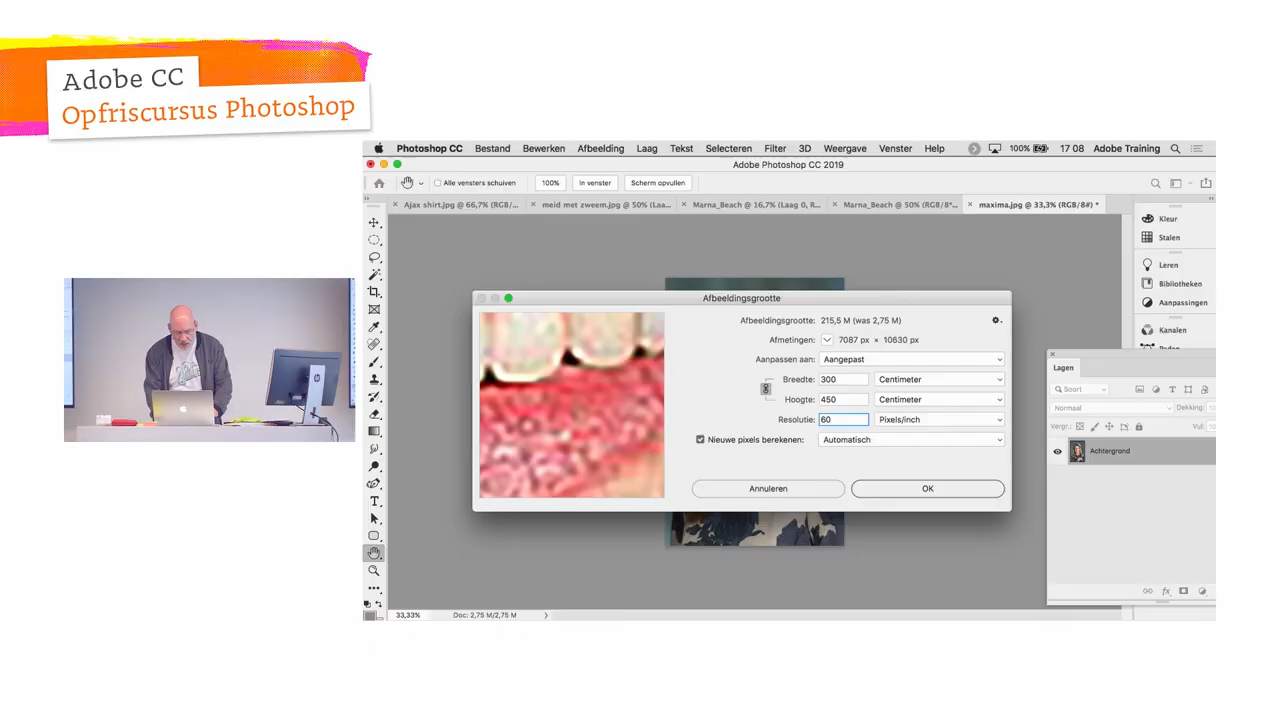 Adobe CC
Opfriscursus Photoshop
Photoshop CC Bestand Bewerken Afbeelding Laag Tekst Selecteren Filter 3D Weergave Venster Help 100% 17 08 Adobe Training
Adobe Photoshop CC 2019
Alle vensters schuiven 100% In venster Scherm opvullen
Ajax shirt.jpg @ 66,7% (RGB/... meid met zweem.jpg @ 50% (Laa... Marna_Beach @ 16,7% (Laag 0, R... Marna_Beach @ 50% (RGB/8*... maxima.jpg @ 33,3% (RGB/8#) *
Kleur
Stalen
Leren
Bibliotheken
Aanpassingen
Kanalen
Afbeeldingsgrootte
Afbeeldingsgrootte: 215,5 M (was 2,75 M)
Afmetingen: 7087 px × 10630 px
Aanpassen aan: Aangepast
Breedte: 300 Centimeter
Hoogte: 450 Centimeter
Resolutie: 60 Pixels/inch
Nieuwe pixels berekenen: Automatisch
Annuleren OK
Lagen
Soort
Normaal Dekking:
Vergr.: Vul:
Achtergrond
hp
33,33% Doc: 2,75 M/2,75 M